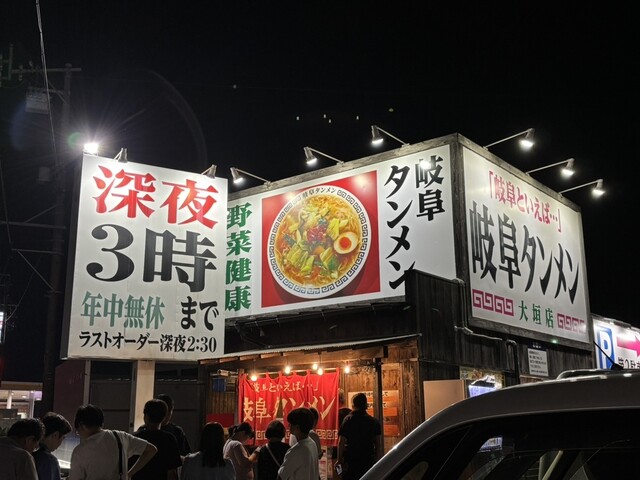 深夜
3時
まで
年中無休
ラストオーダー深夜2:30
野菜健康
岐阜タンメン
岐阜
タンメン
「岐阜といえば…」
岐阜タンメン
大垣店
岐阜タンメン
P